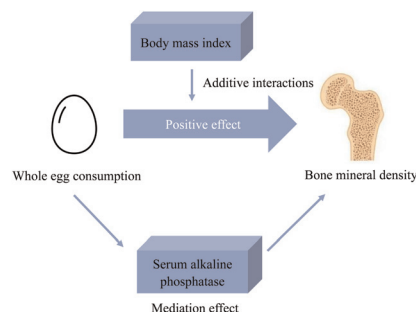 Body mass index
Additive interactions
Positive effect
Whole egg consumption
Bone mineral density
Serum alkaline
phosphatase
Mediation effect